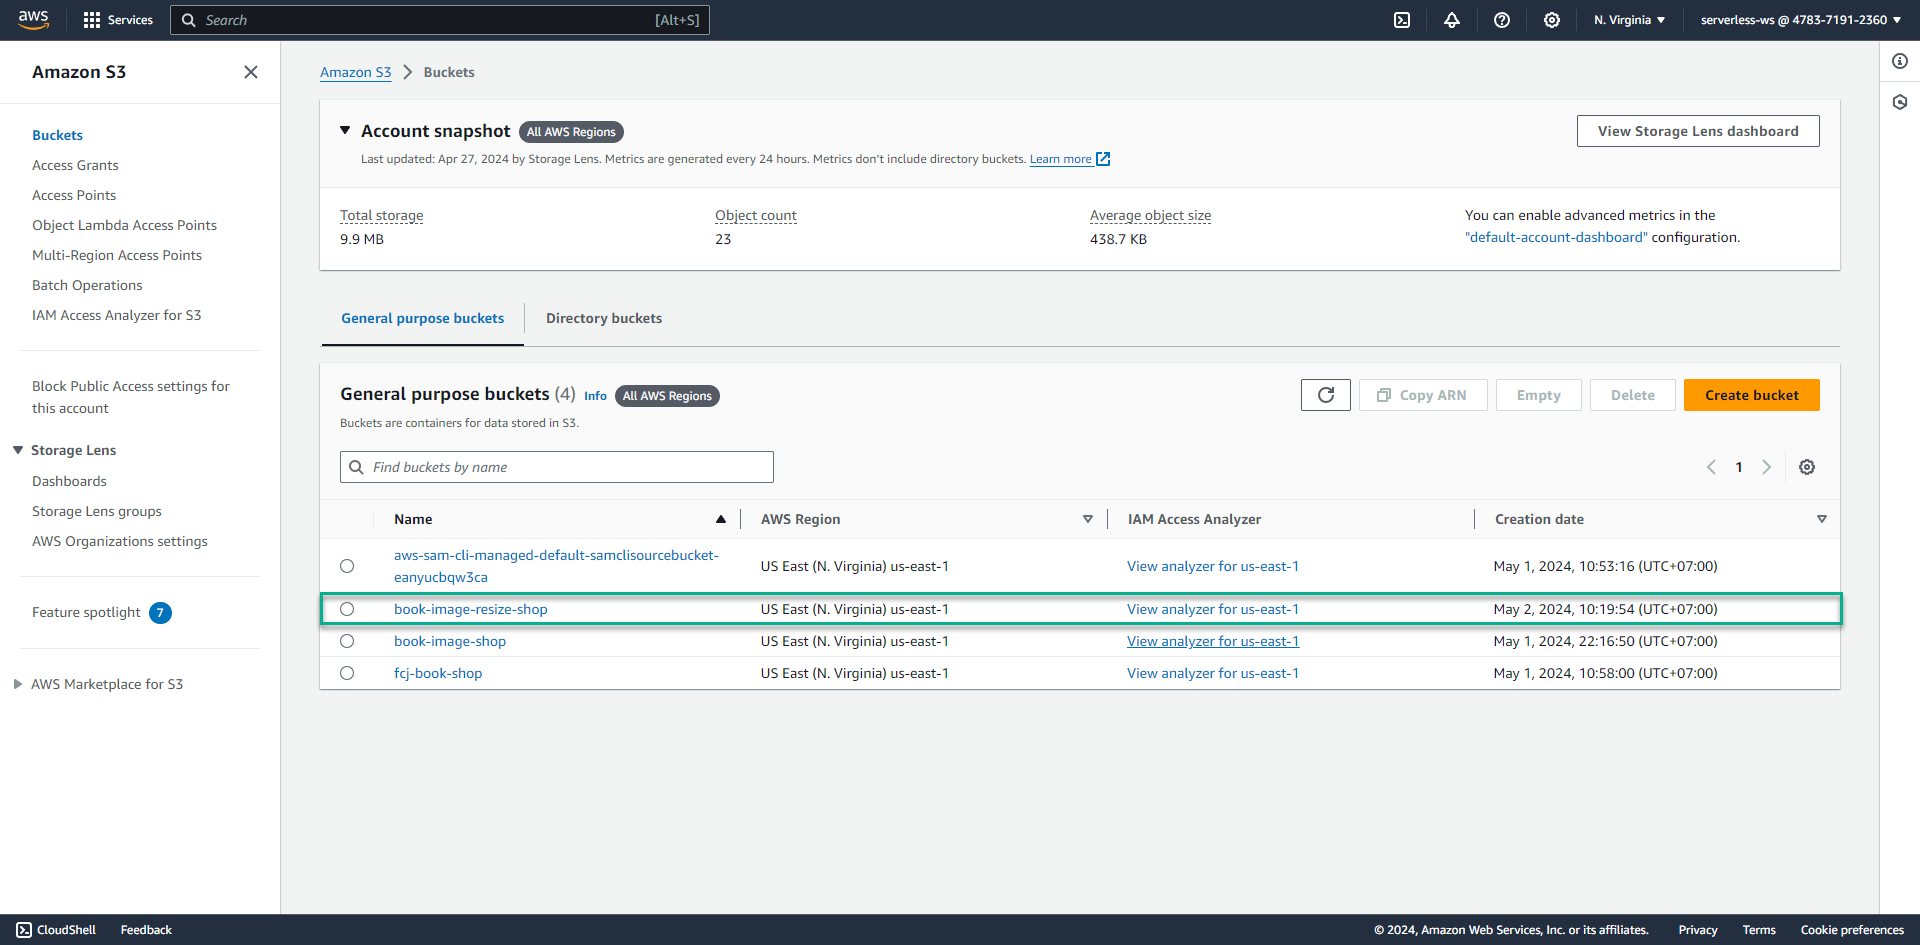 aws
Services
Search
[Alt+S]
N. Virginia
serverless-ws @ 4783-7191-2360
Amazon S3
Buckets
Access Grants
Access Points
Object Lambda Access Points
Multi-Region Access Points
Batch Operations
IAM Access Analyzer for S3
Block Public Access settings for
this account
Storage Lens
Dashboards
Storage Lens groups
AWS Organizations settings
Feature spotlight 7
AWS Marketplace for S3
Amazon S3 > Buckets
Account snapshot All AWS Regions
Last updated: Apr 27, 2024 by Storage Lens. Metrics are generated every 24 hours. Metrics don't include directory buckets. Learn more
View Storage Lens dashboard
Total storage
9.9 MB
Object count
23
Average object size
438.7 KB
You can enable advanced metrics in the
"default-account-dashboard" configuration.
General purpose buckets
Directory buckets
General purpose buckets (4) Info All AWS Regions
Buckets are containers for data stored in S3.
Copy ARN
Empty
Delete
Create bucket
Find buckets by name
1
Name AWS Region IAM Access Analyzer Creation date
aws-sam-cli-managed-default-samclisourcebucket-
eanyucbqw3ca
US East (N. Virginia) us-east-1 View analyzer for us-east-1 May 1, 2024, 10:53:16 (UTC+07:00)
book-image-resize-shop US East (N. Virginia) us-east-1 View analyzer for us-east-1 May 2, 2024, 10:19:54 (UTC+07:00)
book-image-shop US East (N. Virginia) us-east-1 View analyzer for us-east-1 May 1, 2024, 22:16:50 (UTC+07:00)
fcj-book-shop US East (N. Virginia) us-east-1 View analyzer for us-east-1 May 1, 2024, 10:58:00 (UTC+07:00)
CloudShell Feedback © 2024, Amazon Web Services, Inc. or its affiliates. Privacy Terms Cookie preferences